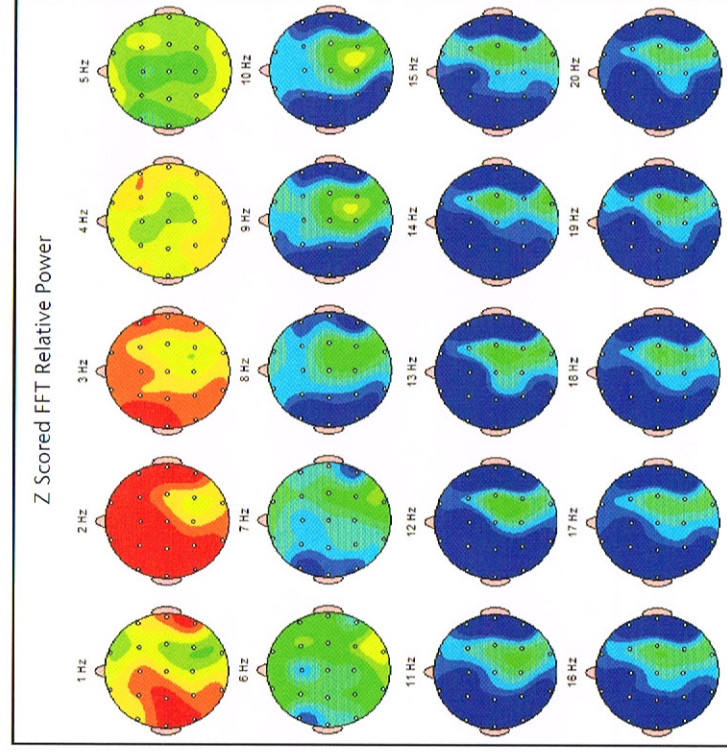 Z Scored FFT Relative Power
1 Hz 2 Hz 3 Hz 4 Hz 5 Hz
6 Hz 7 Hz 8 Hz 9 Hz 10 Hz
11 Hz 12 Hz 13 Hz 14 Hz 15 Hz
16 Hz 17 Hz 18 Hz 19 Hz 20 Hz